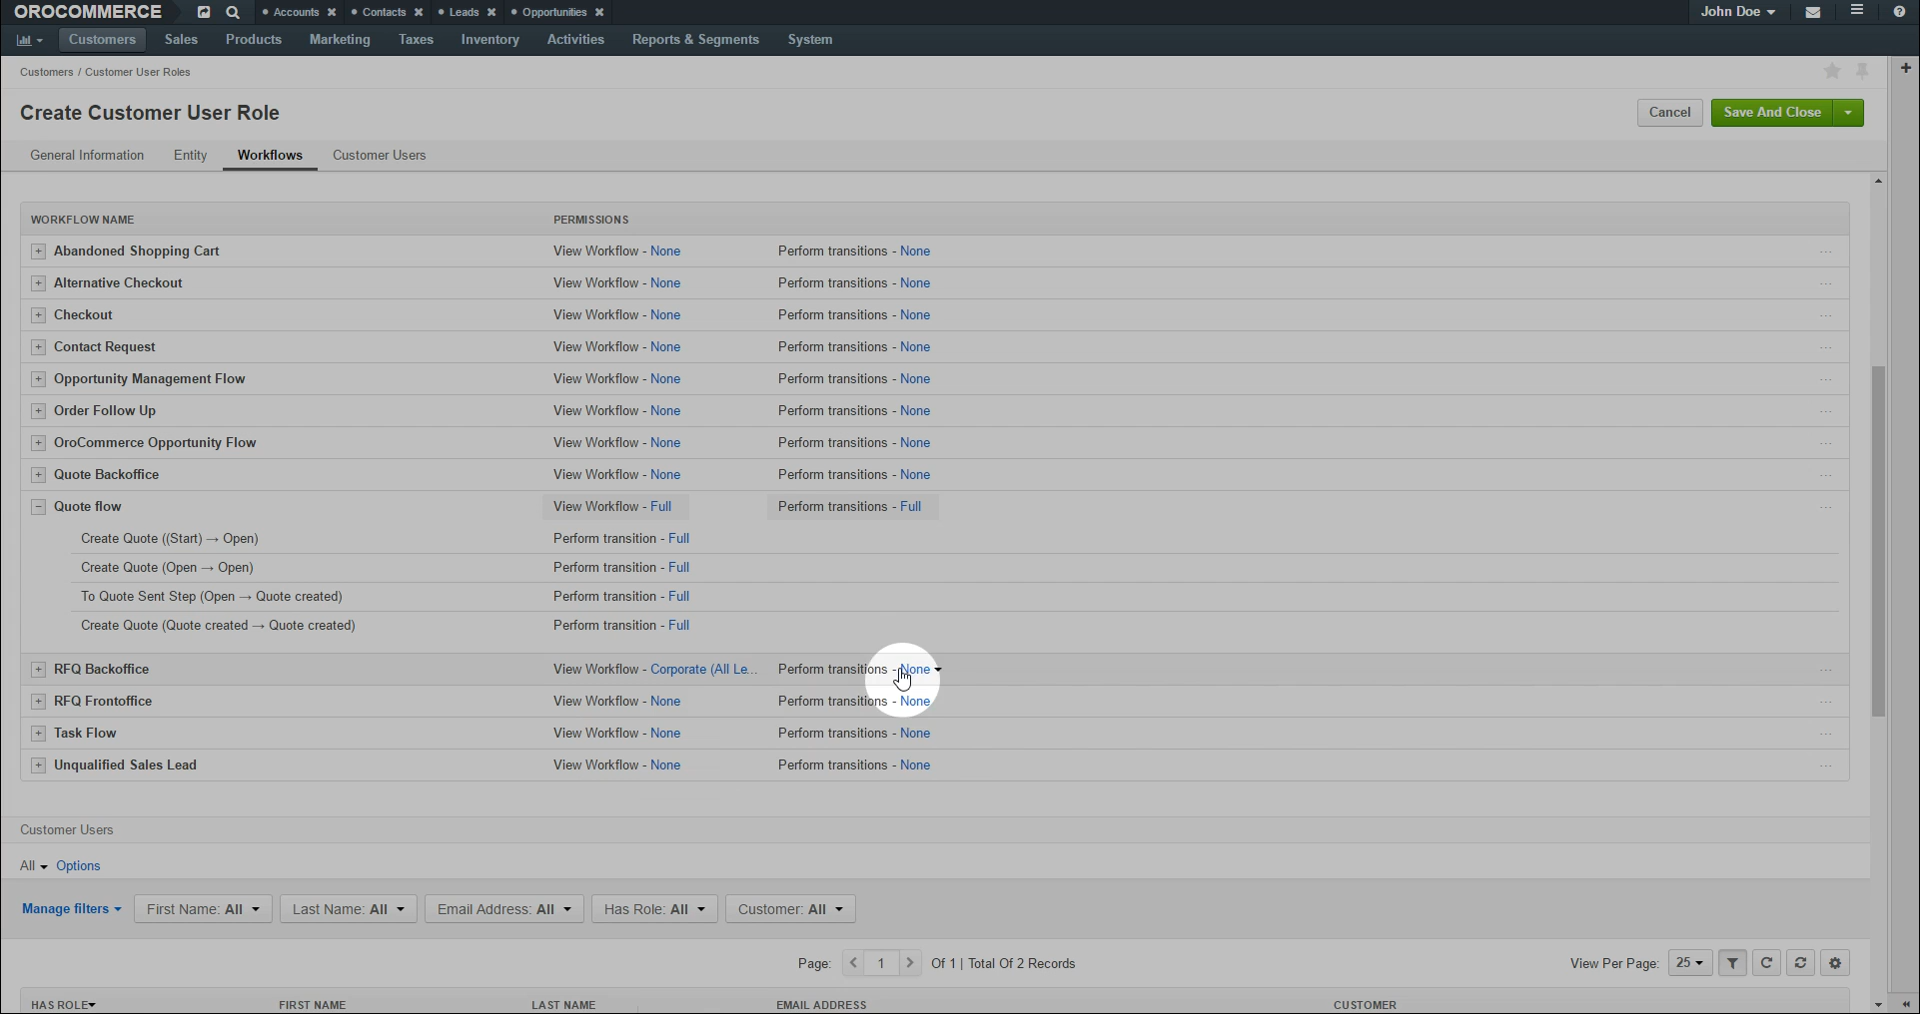 OROCOMMERCE
Accounts
Contacts
Leads
Opportunities
John Doe
Customers Sales Products Marketing Taxes Inventory Activities Reports & Segments System
Customers / Customer User Roles
Create Customer User Role
Cancel
Save And Close
General Information Entity Workflows Customer Users
WORKFLOW NAME PERMISSIONS
Abandoned Shopping Cart View Workflow - None Perform transitions - None
Alternative Checkout View Workflow - None Perform transitions - None
Checkout View Workflow - None Perform transitions - None
Contact Request View Workflow - None Perform transitions - None
Opportunity Management Flow View Workflow - None Perform transitions - None
Order Follow Up View Workflow - None Perform transitions - None
OroCommerce Opportunity Flow View Workflow - None Perform transitions - None
Quote Backoffice View Workflow - None Perform transitions - None
Quote flow View Workflow - Full Perform transitions - Full
Create Quote ((Start) → Open) Perform transition - Full
Create Quote (Open → Open) Perform transition - Full
To Quote Sent Step (Open → Quote created) Perform transition - Full
Create Quote (Quote created → Quote created) Perform transition - Full
RFQ Backoffice View Workflow - Corporate (All Le... Perform transitions - None
RFQ Frontoffice View Workflow - None Perform transitions - None
Task Flow View Workflow - None Perform transitions - None
Unqualified Sales Lead View Workflow - None Perform transitions - None
Customer Users
All Options
Manage filters First Name: All Last Name: All Email Address: All Has Role: All Customer: All
Page: 1 Of 1 | Total Of 2 Records View Per Page: 25
HAS ROLE FIRST NAME LAST NAME EMAIL ADDRESS CUSTOMER